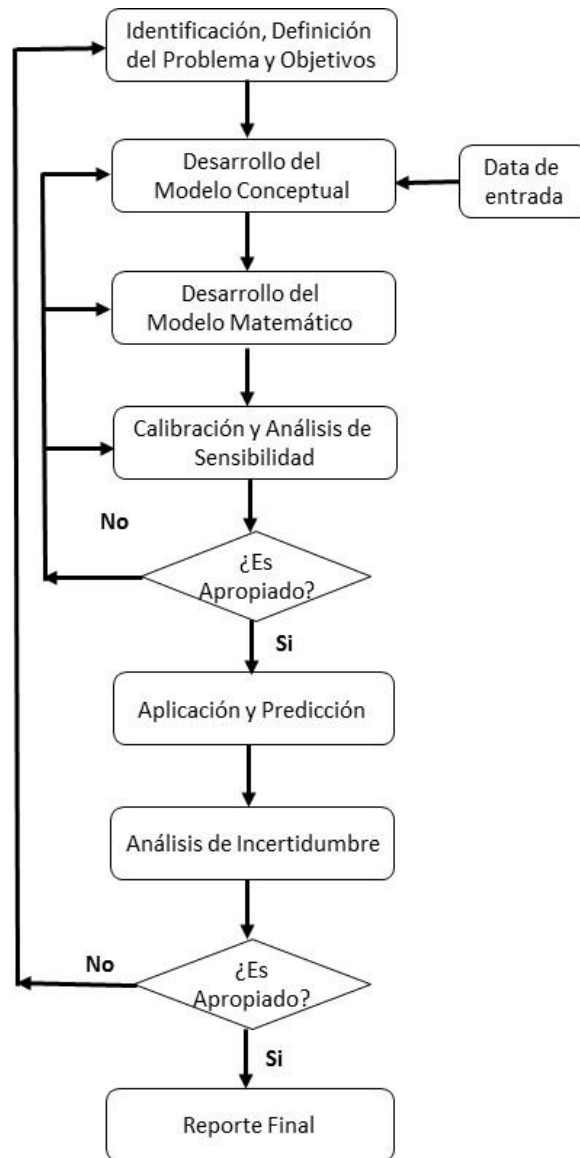 Identificación, Definición
del Problema y Objetivos
Desarrollo del
Modelo Conceptual
Data de
entrada
Desarrollo del
Modelo Matemático
Calibración y Análisis de
Sensibilidad
No
¿Es
Apropiado?
Si
Aplicación y Predicción
Análisis de Incertidumbre
No
¿Es
Apropiado?
Si
Reporte Final